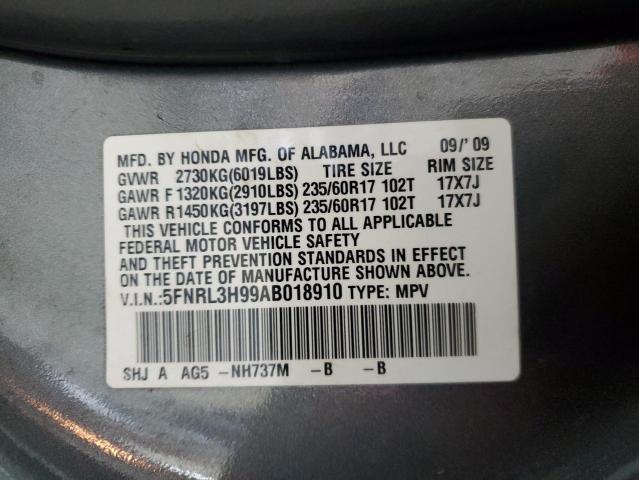 MFD. BY HONDA MFG. OF ALABAMA, LLC 09/'09
GVWR 2730KG(6019LBS) TIRE SIZE RIM SIZE
GAWR F1320KG(2910LBS) 235/60R17 102T 17X7J
GAWR R1450KG(3197LBS) 235/60R17 102T 17X7J
THIS VEHICLE CONFORMS TO ALL APPLICABLE
FEDERAL MOTOR VEHICLE SAFETY
AND THEFT PREVENTION STANDARDS IN EFFECT
ON THE DATE OF MANUFACTURE SHOWN ABOVE.
V.I.N.:5FNRL3H99AB018910 TYPE: MPV
SHJ A AG5 -NH737M -B -B